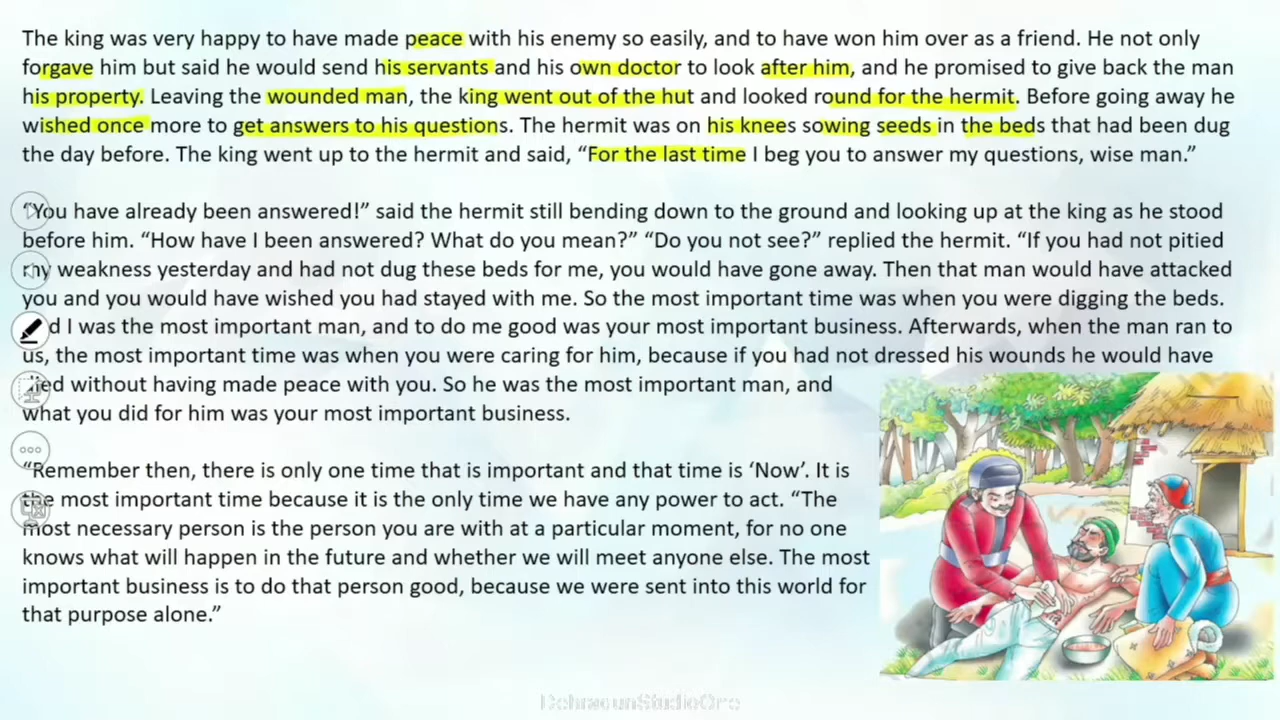 The king was very happy to have made peace with his enemy so easily, and to have won him over as a friend. He not only
forgave him but said he would send his servants and his own doctor to look after him, and he promised to give back the man
his property. Leaving the wounded man, the king went out of the hut and looked round for the hermit. Before going away he
wished once more to get answers to his questions. The hermit was on his knees sowing seeds in the beds that had been dug
the day before. The king went up to the hermit and said, “For the last time I beg you to answer my questions, wise man.”
“You have already been answered!” said the hermit still bending down to the ground and looking up at the king as he stood
before him. “How have I been answered? What do you mean?” “Do you not see?” replied the hermit. “If you had not pitied
my weakness yesterday and had not dug these beds for me, you would have gone away. Then that man would have attacked
you and you would have wished you had stayed with me. So the most important time was when you were digging the beds.
d I was the most important man, and to do me good was your most important business. Afterwards, when the man ran to
us, the most important time was when you were caring for him, because if you had not dressed his wounds he would have
died without having made peace with you. So he was the most important man, and
what you did for him was your most important business.
“Remember then, there is only one time that is important and that time is ‘Now’. It is
the most important time because it is the only time we have any power to act. “The
most necessary person is the person you are with at a particular moment, for no one
knows what will happen in the future and whether we will meet anyone else. The most
important business is to do that person good, because we were sent into this world for
that purpose alone.”
DehradunStudioOne